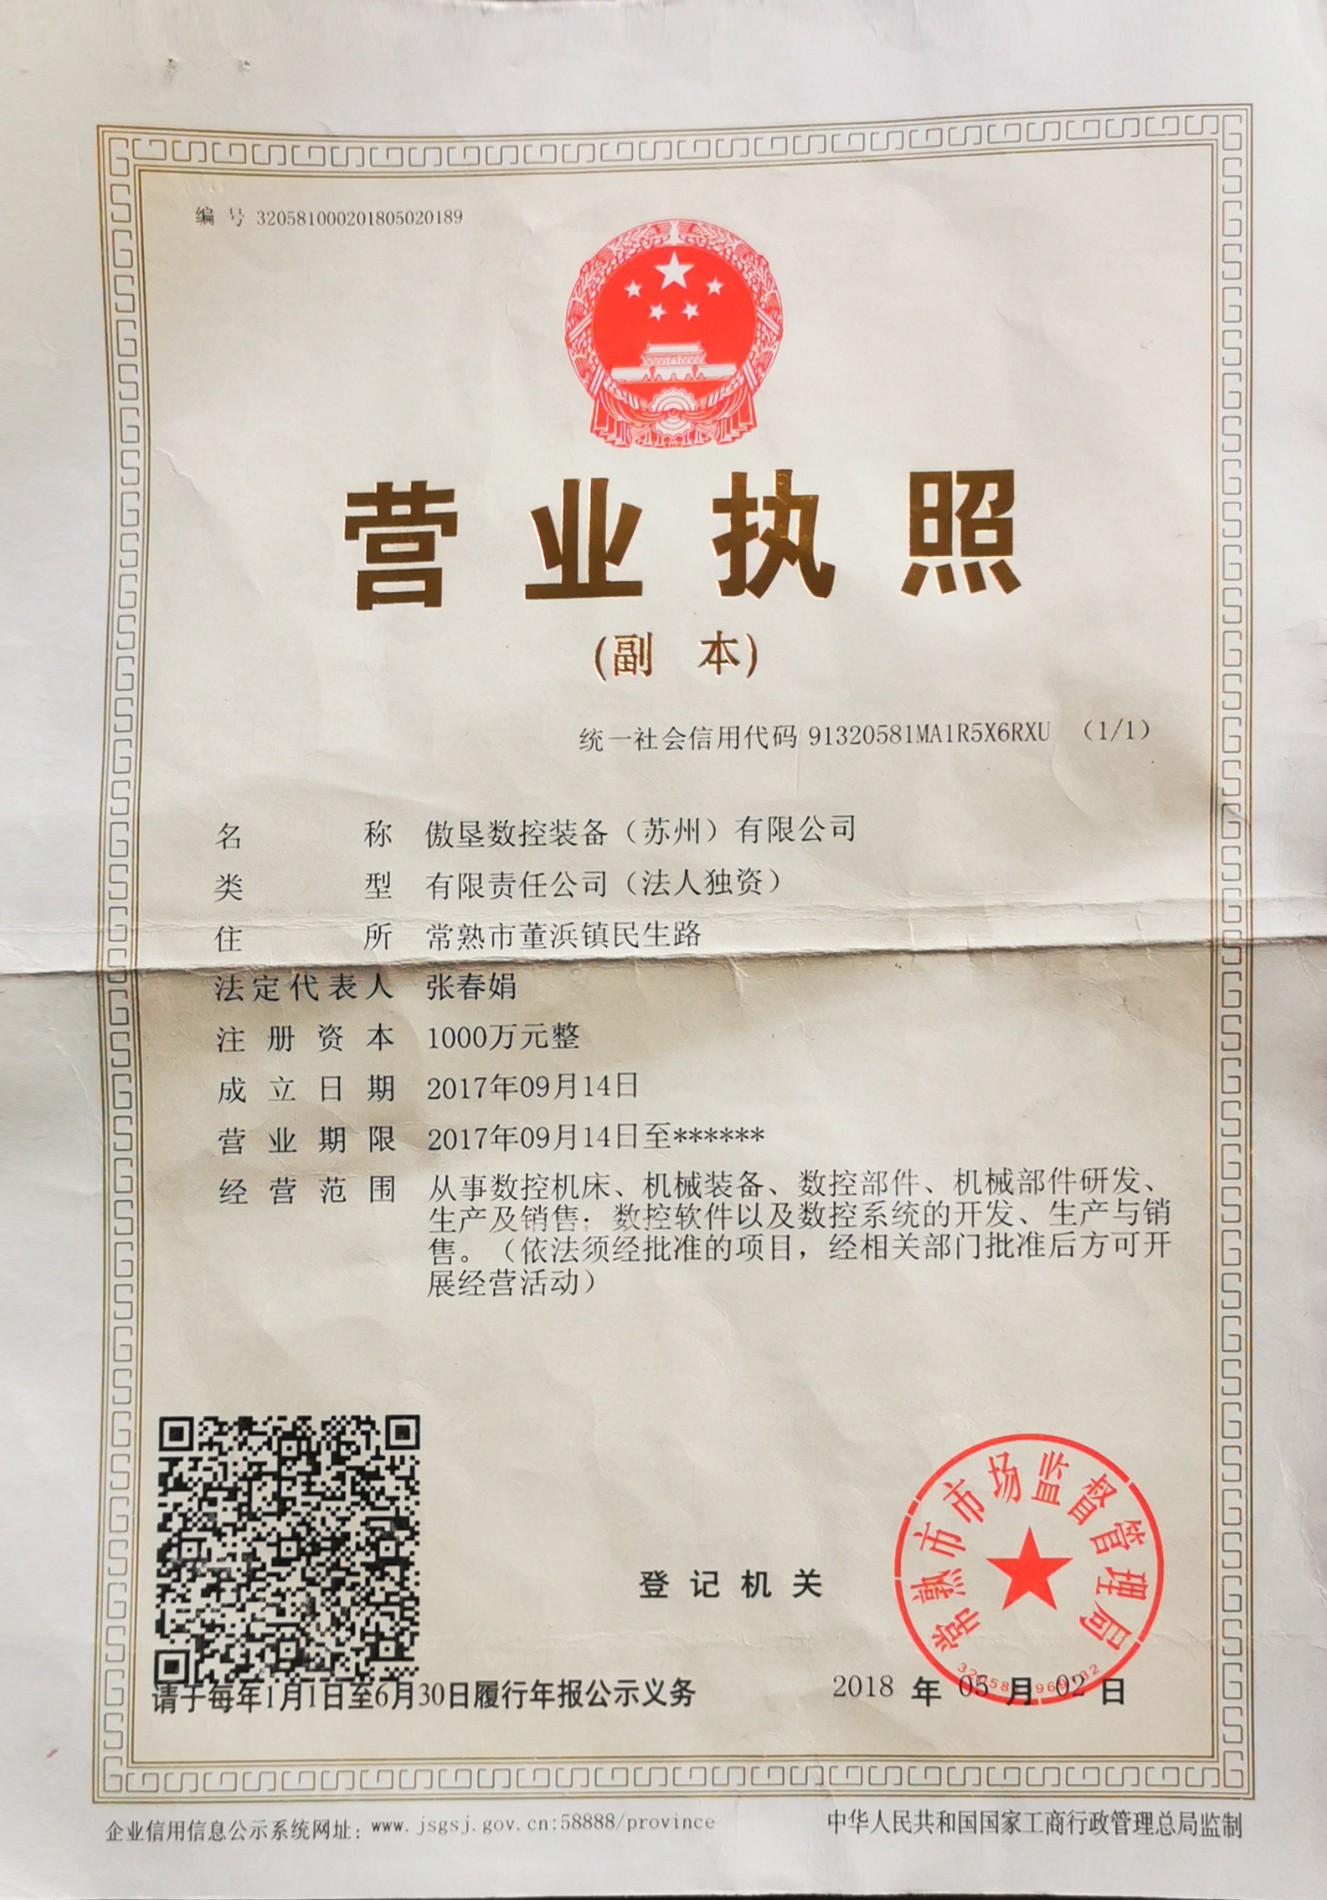 编 号 320581000201805020189
营业执照
(副 本)
统一社会信用代码 91320581MA1R5X6RXU （1/1）
名称 傲垦数控装备（苏州）有限公司
类型 有限责任公司（法人独资）
住所 常熟市董浜镇民生路
法定代表人 张春娟
注册资本 1000万元整
成立日期 2017年09月14日
营业期限 2017年09月14日至******
经营范围 从事数控机床、机械装备、数控部件、机械部件研发、
生产及销售；数控软件以及数控系统的开发、生产与销
售。（依法须经批准的项目，经相关部门批准后方可开
展经营活动）
常熟市市场监督管理局
登记机关
请于每年1月1日至6月30日履行年报公示义务
2018 年 05 月 02 日
企业信用信息公示系统网址：www.jsgsj.gov.cn:58888/province
中华人民共和国国家工商行政管理总局监制